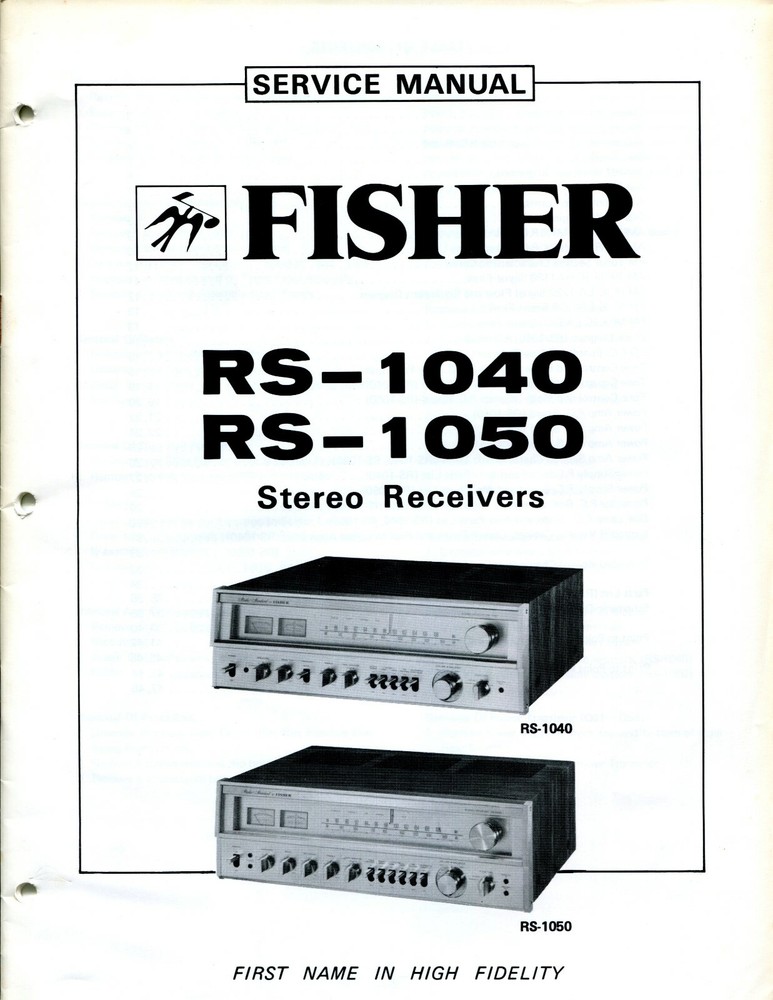 SERVICE MANUAL
FISHER
RS-1040
RS-1050
Stereo Receivers
RS-1040
RS-1050
FIRST NAME IN HIGH FIDELITY